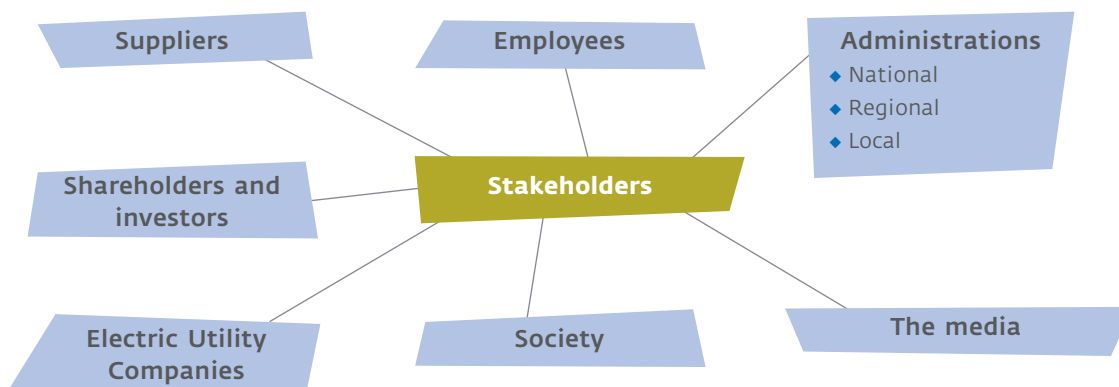 Suppliers
Employees
Administrations
National
Regional
Local
Shareholders and
investors
Stakeholders
Electric Utility
Companies
Society
The media